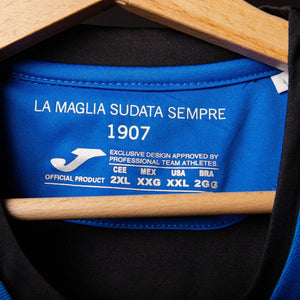 LA MAGLIA SUDATA SEMPRE
1907
EXCLUSIVE DESIGN APPROVED BY
PROFESSIONAL TEAM ATHLETES.
CEE MEX USA BRA
OFFICIAL PRODUCT 2XL XXG XXL 2GG